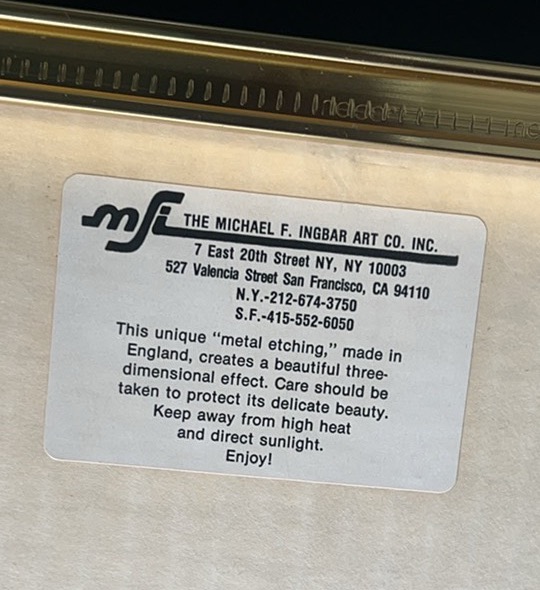 mfi THE MICHAEL F. INGBAR ART CO. INC.
7 East 20th Street NY, NY 10003
527 Valencia Street San Francisco, CA 94110
N.Y.-212-674-3750
S.F.-415-552-6050
This unique "metal etching," made in
England, creates a beautiful three-
dimensional effect. Care should be
taken to protect its delicate beauty.
Keep away from high heat
and direct sunlight.
Enjoy!